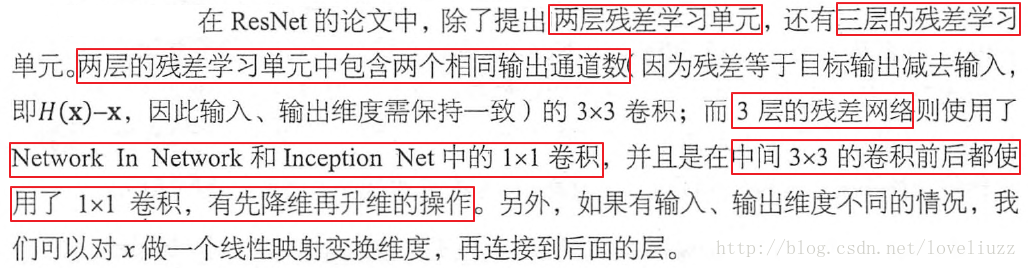 在 ResNet 的论文中，除了提出两层残差学习单元，还有三层的残差学习
单元。两层的残差学习单元中包含两个相同输出通道数（因为残差等于目标输出减去输入，
即H(x)–x，因此输入、输出维度需保持一致）的 3×3 卷积；而 3 层的残差网络则使用了
Network In Network 和 Inception Net 中的 1×1 卷积，并且是在中间 3×3 的卷积前后都使
用了 1×1 卷积，有先降维再升维的操作。另外，如果有输入、输出维度不同的情况，我
们可以对 x 做一个线性映射变换维度，再连接到后面的层。
http://blog.csdn.net/loveliuzz